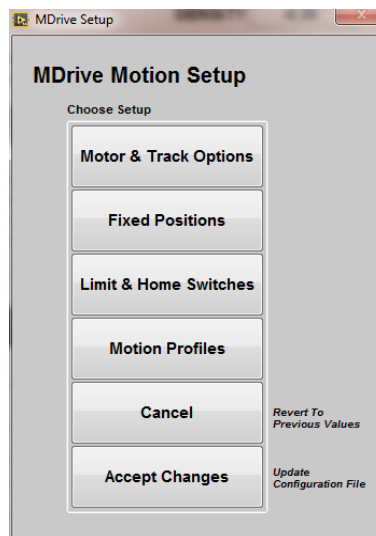 MDrive Setup
MDrive Motion Setup
Choose Setup
Motor & Track Options
Fixed Positions
Limit & Home Switches
Motion Profiles
Cancel
Revert To
Previous Values
Accept Changes
Update
Configuration File